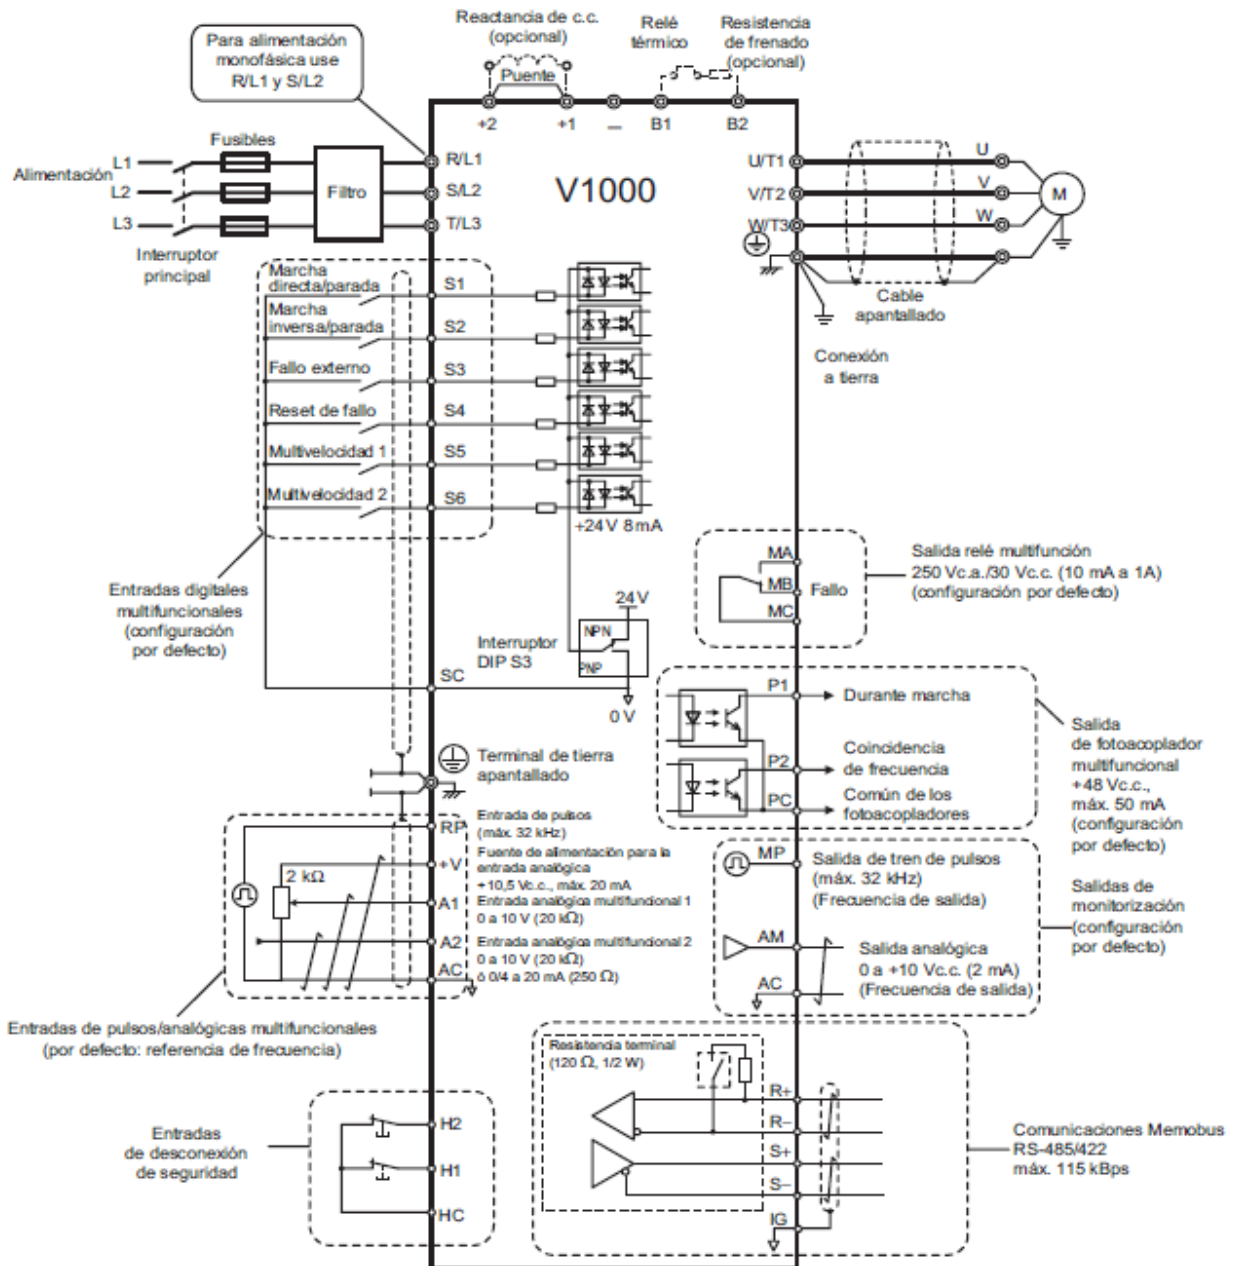 Reactancia de c.c.
(opcional)
Relé
térmico
Resistencia
de frenado
(opcional)
Para alimentación
monofásica use
R/L1 y S/L2
Puente
+2
+1
–
B1
B2
Fusibles
Alimentación
L1
L2
L3
Filtro
R/L1
S/L2
T/L3
V1000
U/T1
V/T2
W/T3
U
V
W
M
Interruptor
principal
Cable
apantallado
Conexión
a tierra
Marcha
directa/parada
S1
Marcha
inversa/parada
S2
Fallo externo
S3
Reset de fallo
S4
Multivelocidad 1
S5
Multivelocidad 2
S6
+24V 8mA
Entradas digitales
multifuncionales
(configuración
por defecto)
24V
NPN
PNP
Interruptor
DIP S3
SC
0 V
MA
MB
MC
Fallo
Salida relé multifunción
250 Vc.a./30 Vc.c. (10 mA a 1A)
(configuración por defecto)
P1
Durante marcha
P2
Coincidencia
de frecuencia
PC
Común de los
fotoacopladores
Salida
de fotoacoplador
multifuncional
+48 Vc.c.,
máx. 50 mA
(configuración
por defecto)
Terminal de tierra
apantallado
RP
Entrada de pulsos
(máx. 32 kHz)
+V
Fuente de alimentación para la
entrada analógica
+10,5 Vc.c., máx. 20 mA
2 kΩ
A1
Entrada analógica multifuncional 1
0 a 10 V (20 kΩ)
A2
Entrada analógica multifuncional 2
0 a 10 V (20 kΩ)
ó 0/4 a 20 mA (250 Ω)
AC
Entradas de pulsos/analógicas multifuncionales
(por defecto: referencia de frecuencia)
MP
Salida de tren de pulsos
(máx. 32 kHz)
(Frecuencia de salida)
AM
Salida analógica
0 a +10 Vc.c. (2 mA)
(Frecuencia de salida)
AC
Salidas de
monitorización
(configuración
por defecto)
Resistencia terminal
(120 Ω, 1/2 W)
R+
R–
S+
S–
IG
Comunicaciones Memobus
RS-485/422
máx. 115 kBps
Entradas
de desconexión
de seguridad
H2
H1
HC